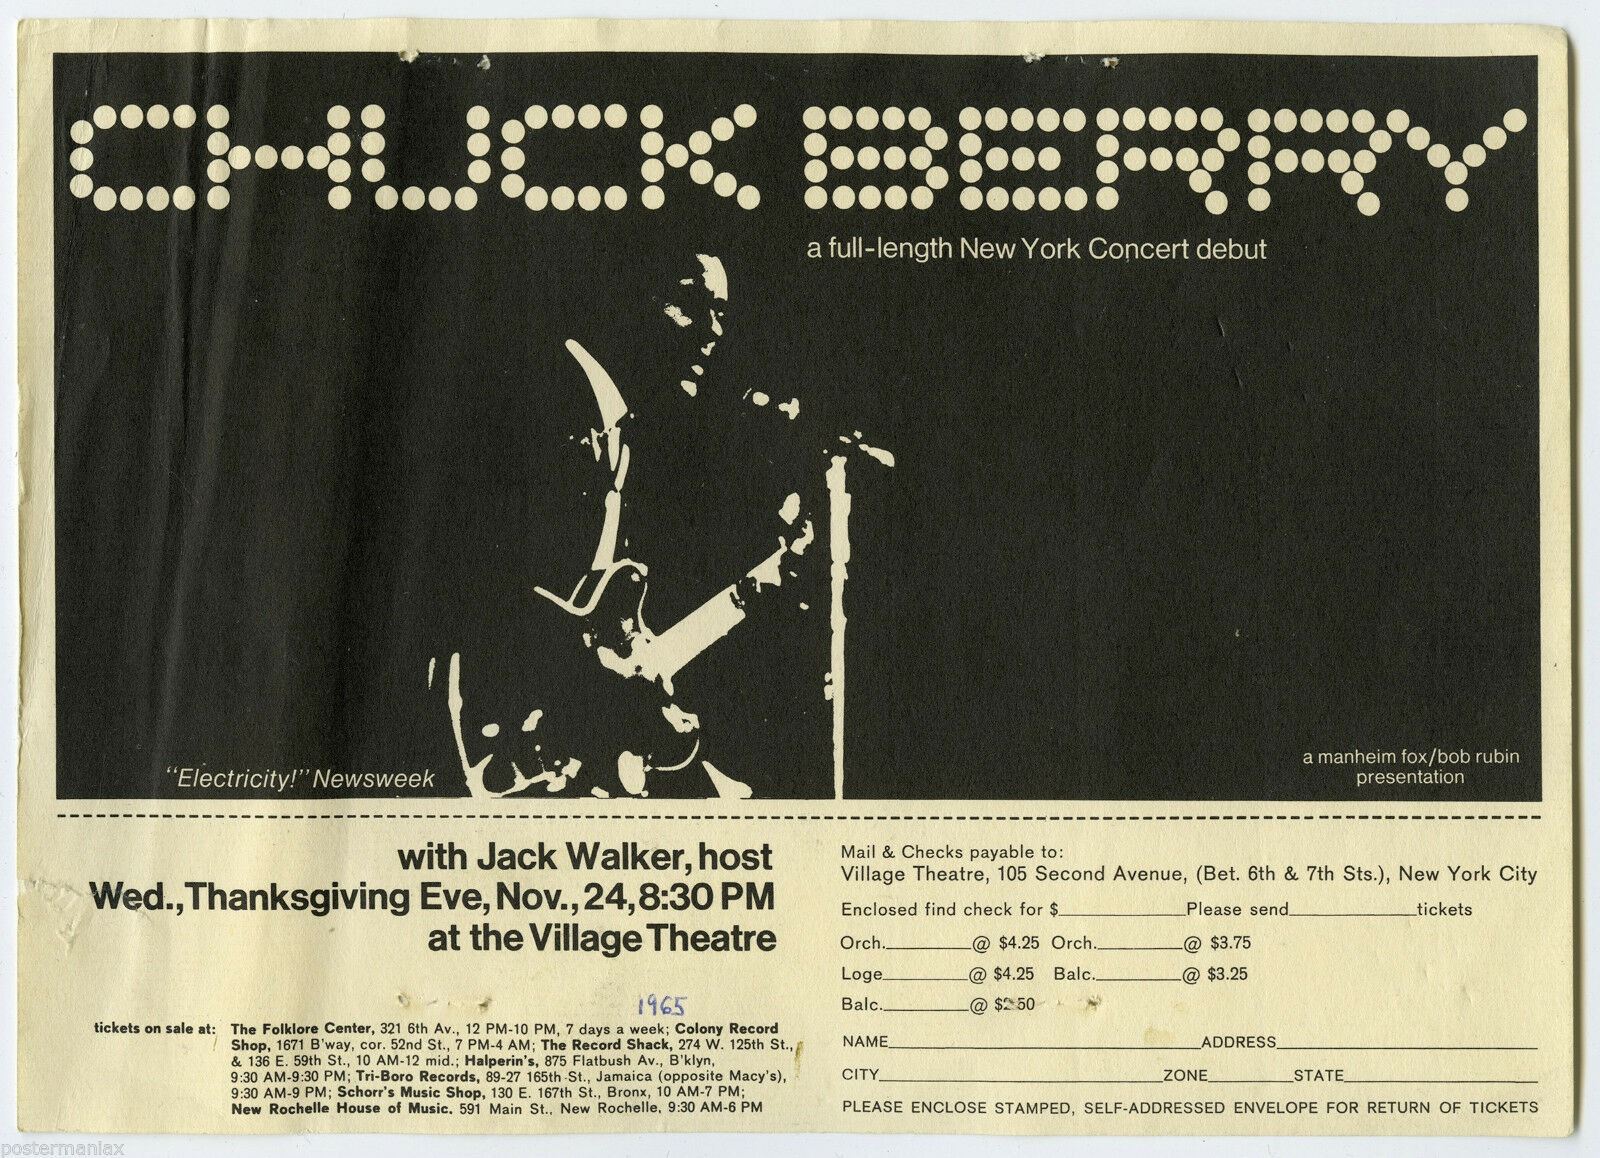 CHUCK BERRY
a full-length New York Concert debut
"Electricity!" Newsweek
a manheim fox/bob rubin
presentation
with Jack Walker, host
Wed., Thanksgiving Eve, Nov., 24, 8:30 PM
at the Village Theatre
1965
tickets on sale at: The Folklore Center, 321 6th Av., 12 PM-10 PM, 7 days a week; Colony Record
Shop, 1671 B'way, cor. 52nd St., 7 PM-4 AM; The Record Shack, 274 W. 125th St.,
& 136 E. 59th St., 10 AM-12 mid.; Halperin's, 875 Flatbush Av., B'klyn,
9:30 AM-9:30 PM; Tri-Boro Records, 89-27 165th St., Jamaica (opposite Macy's),
9:30 AM-9 PM; Schorr's Music Shop, 130 E. 167th St., Bronx, 10 AM-7 PM;
New Rochelle House of Music, 591 Main St., New Rochelle, 9:30 AM-6 PM
Mail & Checks payable to:
Village Theatre, 105 Second Avenue, (Bet. 6th & 7th Sts.), New York City
Enclosed find check for $ Please send tickets
Orch. @ $4.25 Orch. @ $3.75
Loge @ $4.25 Balc. @ $3.25
Balc. @ $2.50
NAME ADDRESS
CITY ZONE STATE
PLEASE ENCLOSE STAMPED, SELF-ADDRESSED ENVELOPE FOR RETURN OF TICKETS
postermaniax